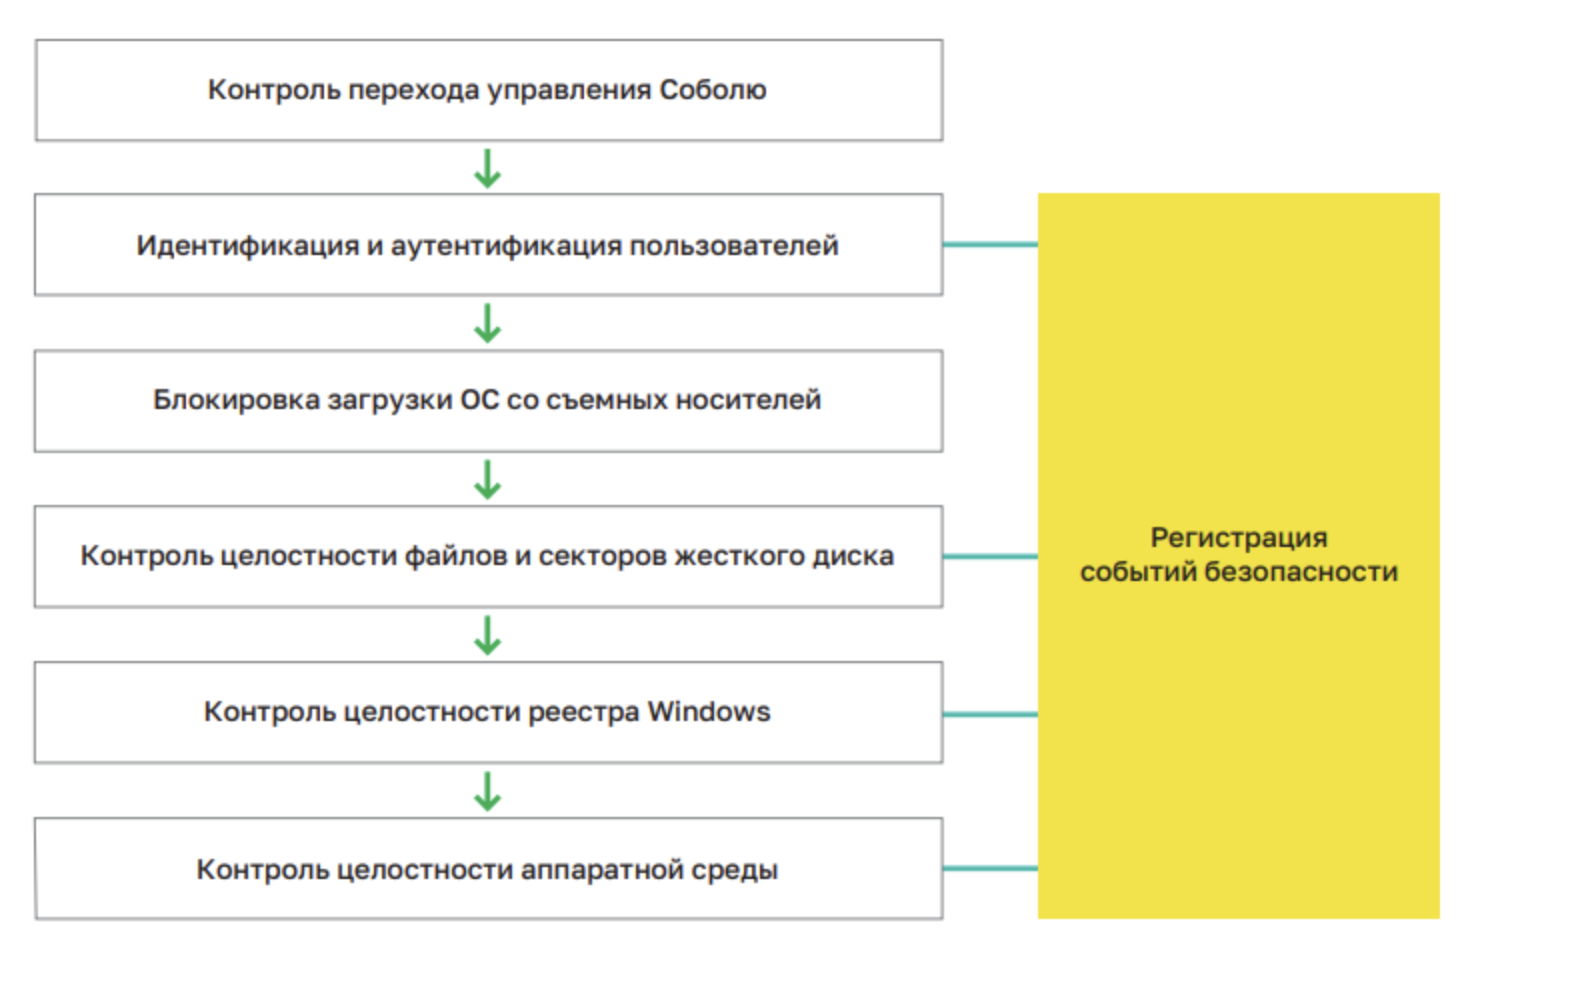 Контроль перехода управления Соболю
Идентификация и аутентификация пользователей
Блокировка загрузки ОС со съемных носителей
Контроль целостности файлов и секторов жесткого диска
Контроль целостности реестра Windows
Контроль целостности аппаратной среды
Регистрация
событий безопасности